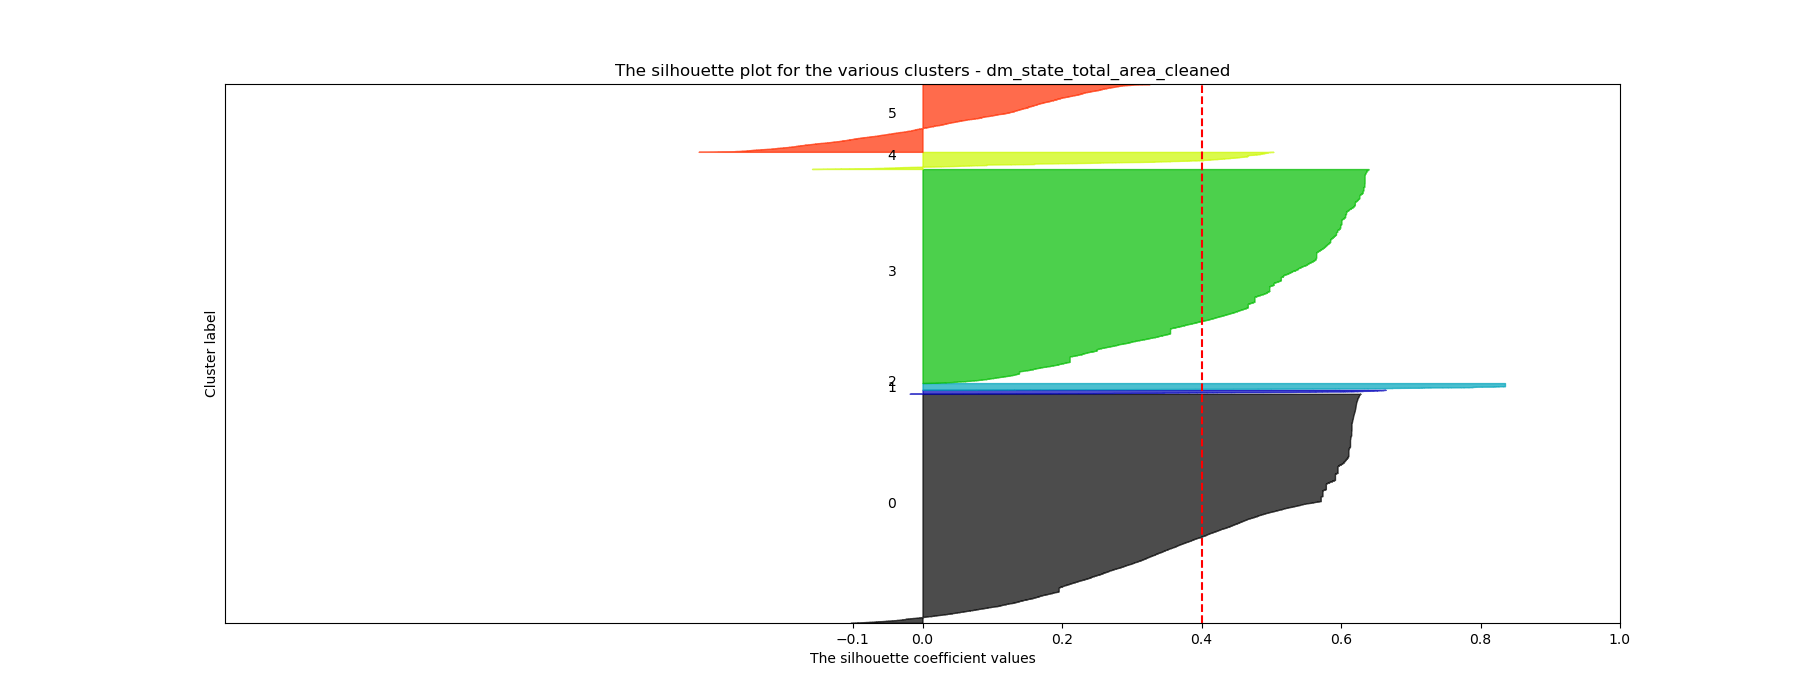 The silhouette plot for the various clusters - dm_state_total_area_cleaned
5
4
3
2
1
0
Cluster label
−0.1 0.0 0.2 0.4 0.6 0.8 1.0
The silhouette coefficient values